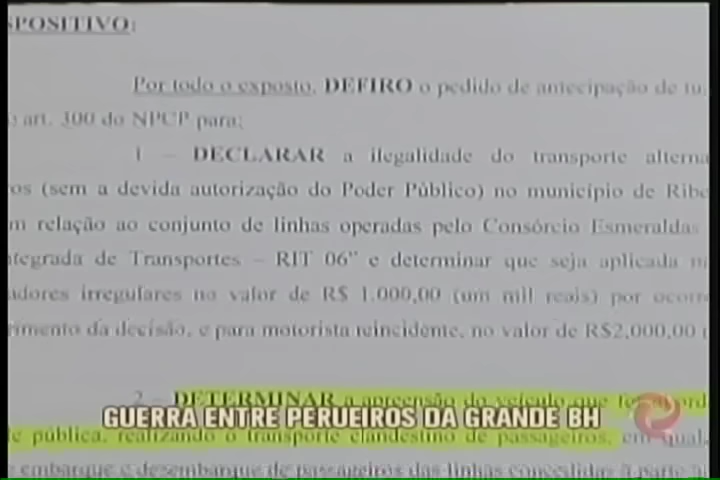 SPOSITIVO:
Por todo o exposto, DEFIRO o pedido de antecipação de tu
art. 300 do NPCP para:
1 – DECLARAR a ilegalidade do transporte alterna
os (sem a devida autorização do Poder Público) no município de Ribe
m relação ao conjunto de linhas operadas pelo Consórcio Esmeraldas
ntegrada de Transportes – RIT 06" e determinar que seja aplicada m
adores irregulares no valor de R$ 1.000,00 (um mil reais) por ocorr
rimento da decisão, e para motorista reincidente, no valor de R$2,000,00
2 – DETERMINAR a apreensão do veículo que for
GUERRA ENTRE PERUEIROS DA GRANDE BH
e pública, realizando o transporte clandestino de passageiros, em qual
e embarque e desembarque de passageiros das linhas concedidas à parte